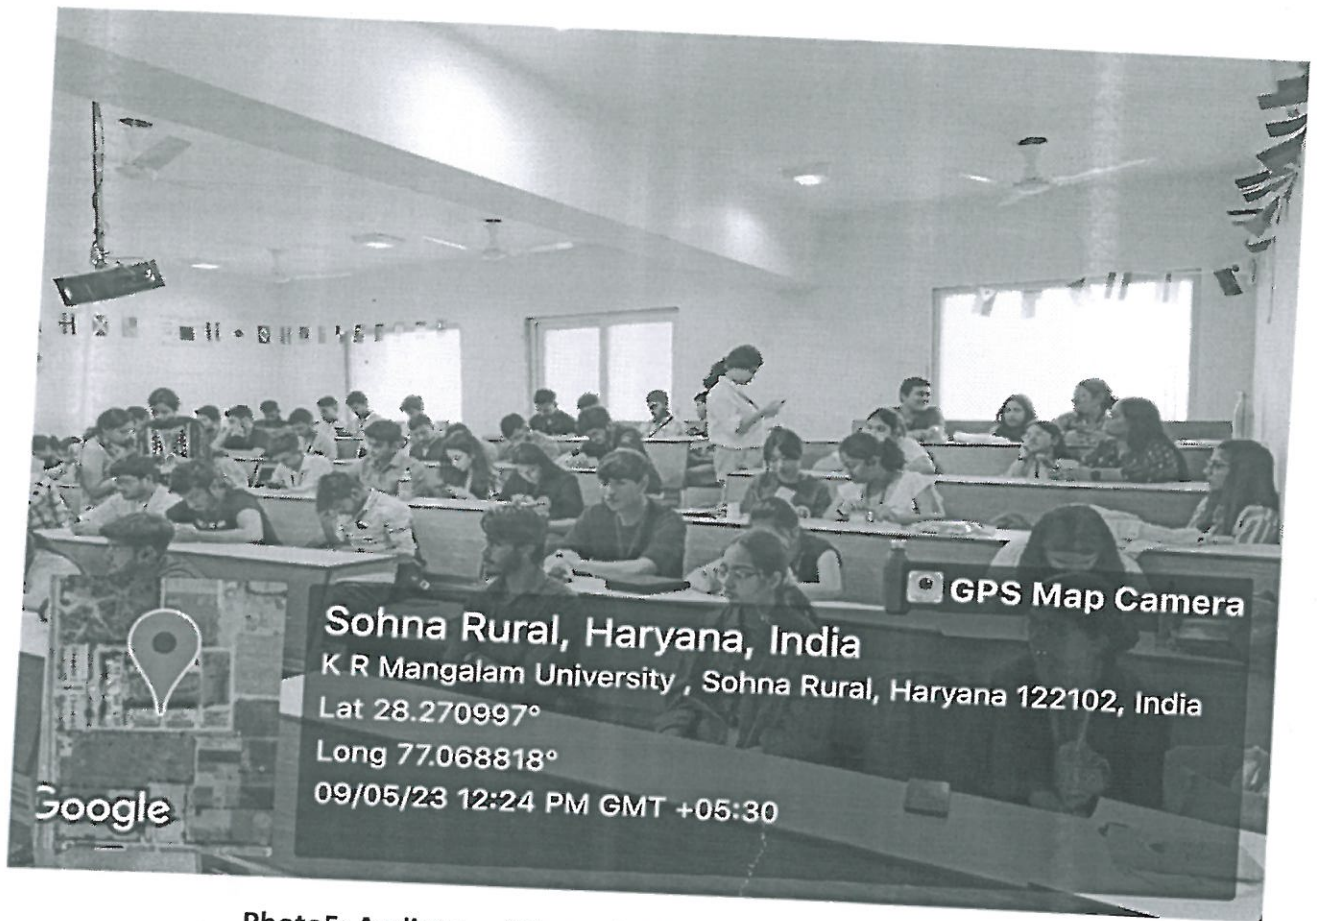 GPS Map Camera
Sohna Rural, Haryana, India
K R Mangalam University , Sohna Rural, Haryana 122102, India
Lat 28.270997°
Long 77.068818°
09/05/23 12:24 PM GMT +05:30
Google